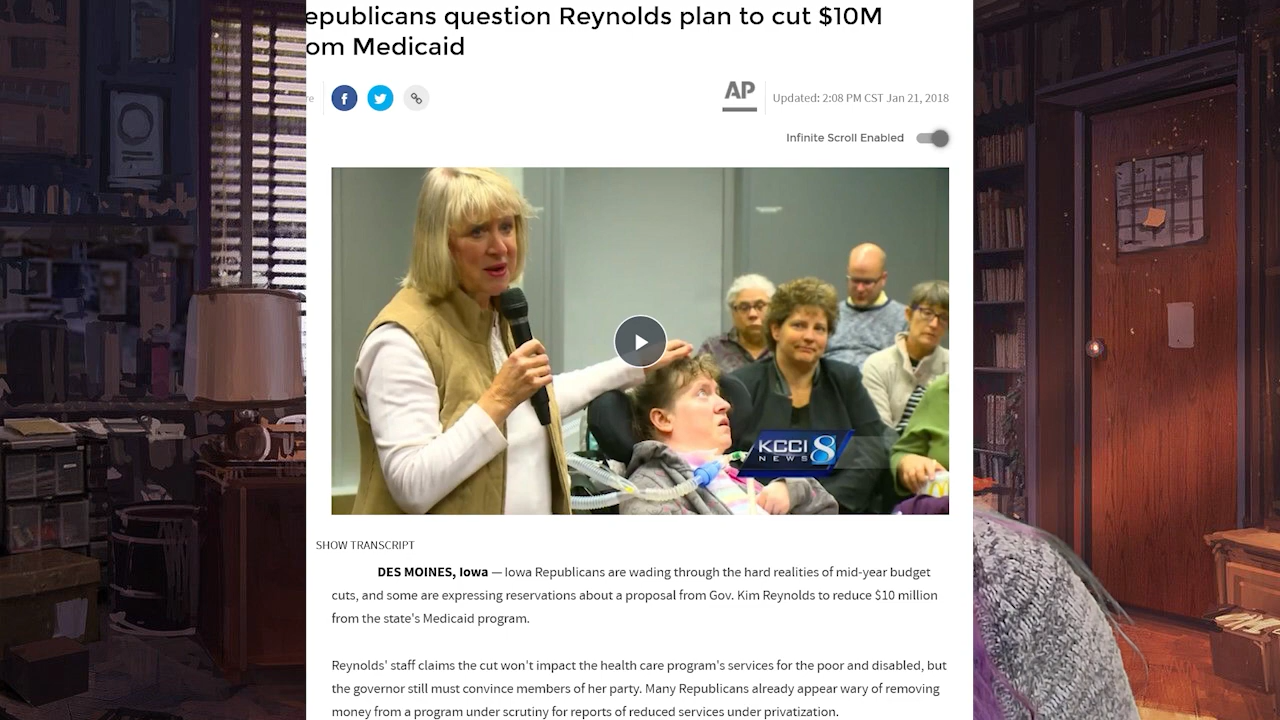 epublicans question Reynolds plan to cut $10M
om Medicaid
re
f
AP
Updated: 2:08 PM CST Jan 21, 2018
Infinite Scroll Enabled
KCCI 8
NEWS
SHOW TRANSCRIPT
DES MOINES, Iowa — Iowa Republicans are wading through the hard realities of mid-year budget
cuts, and some are expressing reservations about a proposal from Gov. Kim Reynolds to reduce $10 million
from the state's Medicaid program.
Reynolds' staff claims the cut won't impact the health care program's services for the poor and disabled, but
the governor still must convince members of her party. Many Republicans already appear wary of removing
money from a program under scrutiny for reports of reduced services under privatization.